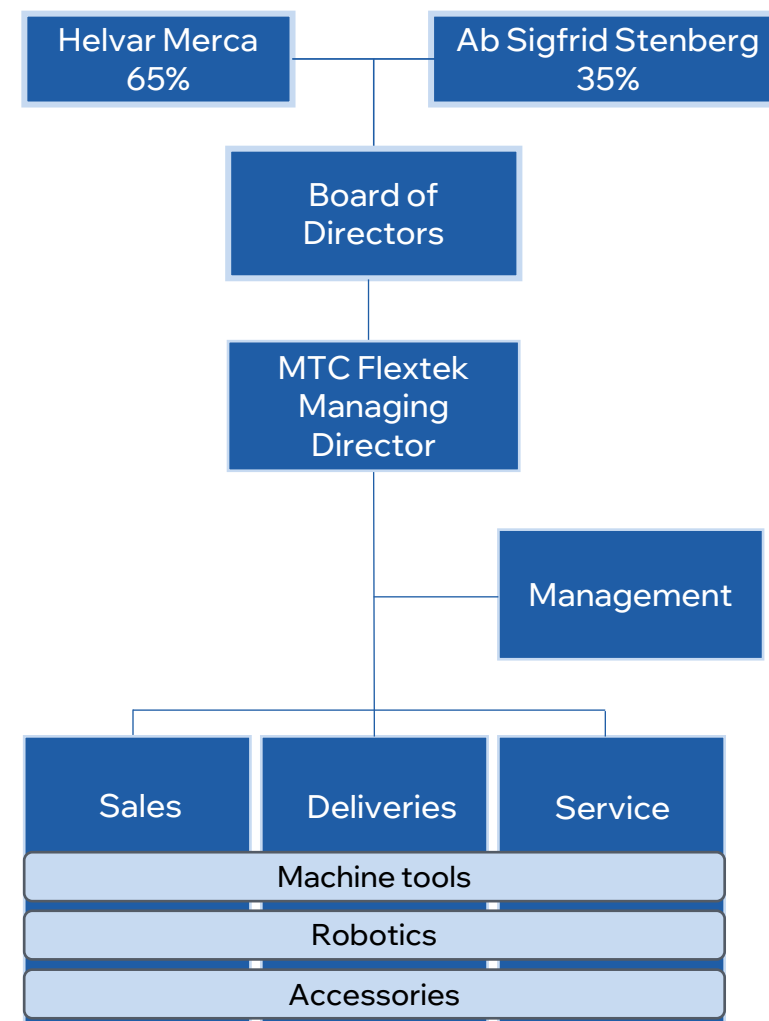 Helvar Merca
65%
Ab Sigfrid Stenberg
35%
Board of
Directors
MTC Flextek
Managing
Director
Management
Sales
Deliveries
Service
Machine tools
Robotics
Accessories